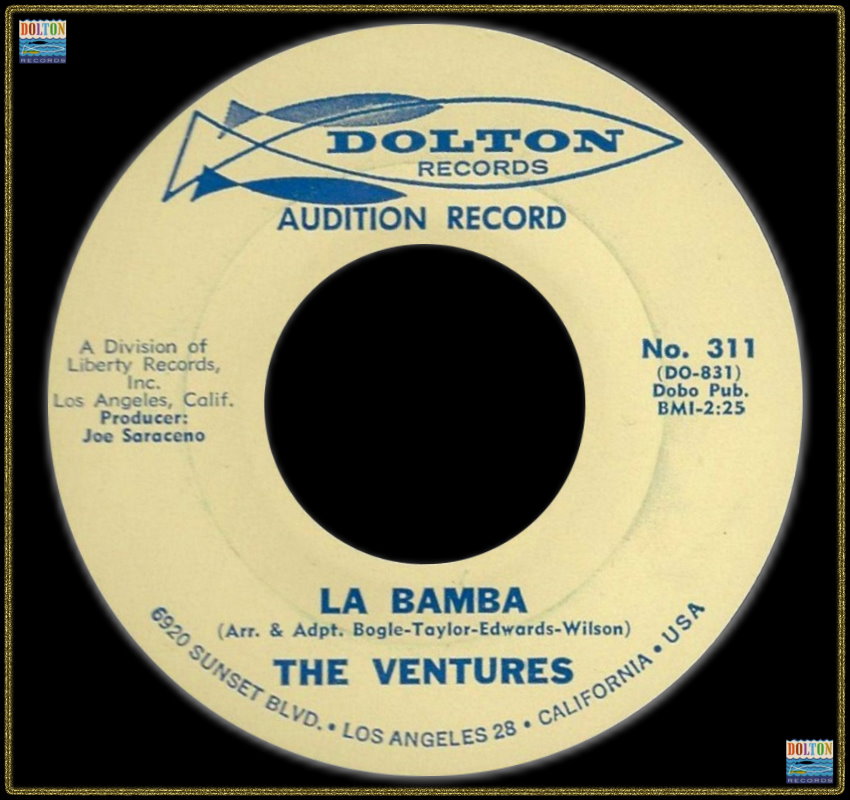 DOLTON
RECORDS
DOLTON
RECORDS
AUDITION RECORD
A Division of
Liberty Records,
Inc.
Los Angeles, Calif.
Producer:
Joe Saraceno
No. 311
(DO-831)
Dobo Pub.
BMI-2:25
LA BAMBA
(Arr. & Adpt. Bogle-Taylor-Edwards-Wilson)
THE VENTURES
6920 SUNSET BLVD. • LOS ANGELES 28 • CALIFORNIA • USA
DOLTON
RECORDS